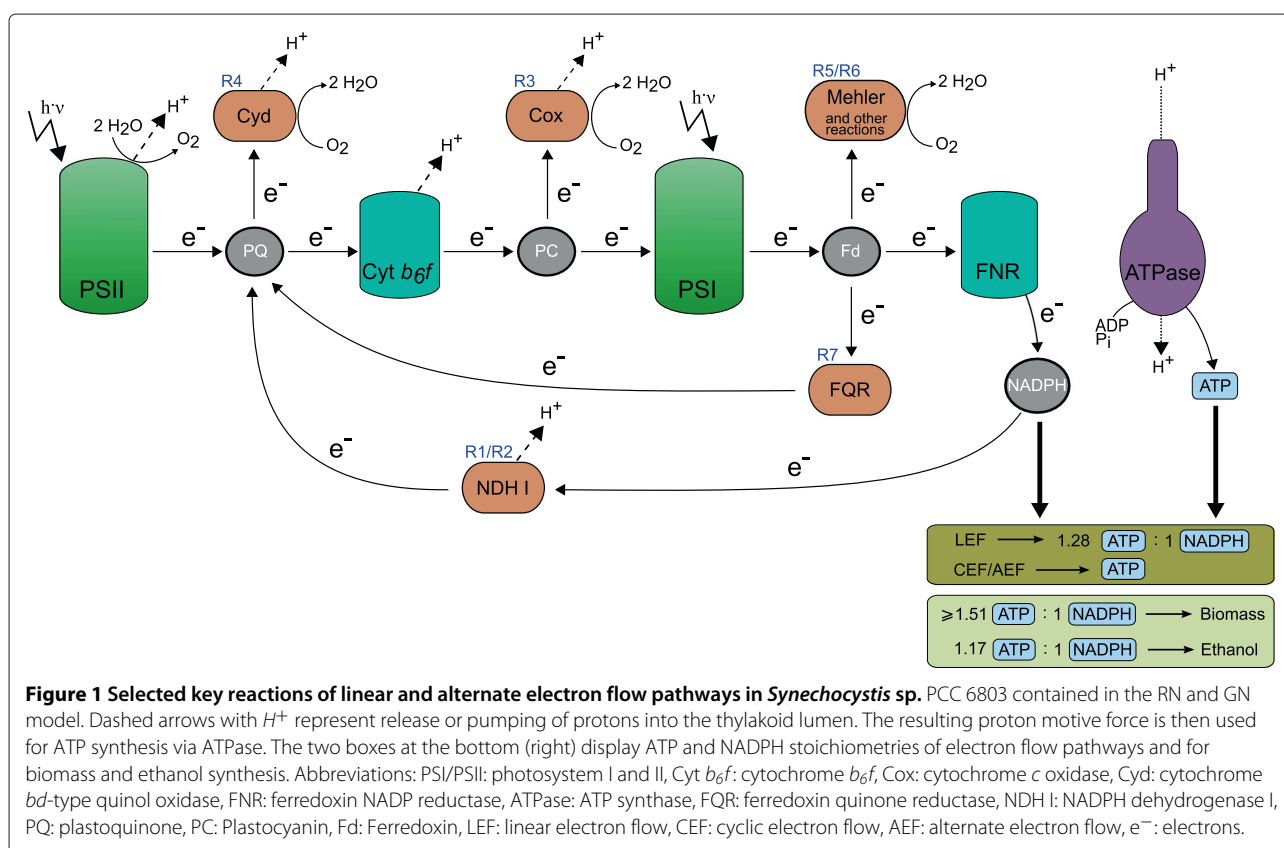 H+
R4
Cyd
2 H2O
O2
h·ν
H+
2 H2O
O2
PSII
e–
e–
PQ
e–
H+
Cyt b6f
e–
H+
R3
Cox
2 H2O
O2
e–
PC
e–
h·ν
PSI
e–
R5/R6
Mehler
and other
reactions
2 H2O
O2
e–
Fd
e–
FNR
e–
e–
R7
FQR
e–
NADPH
H+
ATPase
ADP
Pi
H+
ATP
H+
R1/R2
NDH I
e–
e–
LEF 1.28 ATP : 1 NADPH
CEF/AEF ATP
⩾1.51 ATP : 1 NADPH Biomass
1.17 ATP : 1 NADPH Ethanol
Figure 1 Selected key reactions of linear and alternate electron flow pathways in Synechocystis sp. PCC 6803 contained in the RN and GN
model. Dashed arrows with H+ represent release or pumping of protons into the thylakoid lumen. The resulting proton motive force is then used
for ATP synthesis via ATPase. The two boxes at the bottom (right) display ATP and NADPH stoichiometries of electron flow pathways and for
biomass and ethanol synthesis. Abbreviations: PSI/PSII: photosystem I and II, Cyt b6f: cytochrome b6f, Cox: cytochrome c oxidase, Cyd: cytochrome
bd-type quinol oxidase, FNR: ferredoxin NADP reductase, ATPase: ATP synthase, FQR: ferredoxin quinone reductase, NDH I: NADPH dehydrogenase I,
PQ: plastoquinone, PC: Plastocyanin, Fd: Ferredoxin, LEF: linear electron flow, CEF: cyclic electron flow, AEF: alternate electron flow, e−: electrons.